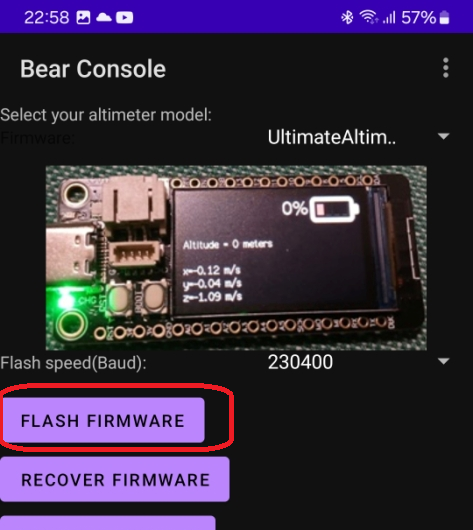 22:58 57%
Bear Console
Select your altimeter model:
Firmware: UltimateAltim..
0%
Altitude = 0 meters
x=-0.12 m/s
y=-0.04 m/s
z=-1.09 m/s
CHG
Flash speed(Baud): 230400
FLASH FIRMWARE
RECOVER FIRMWARE